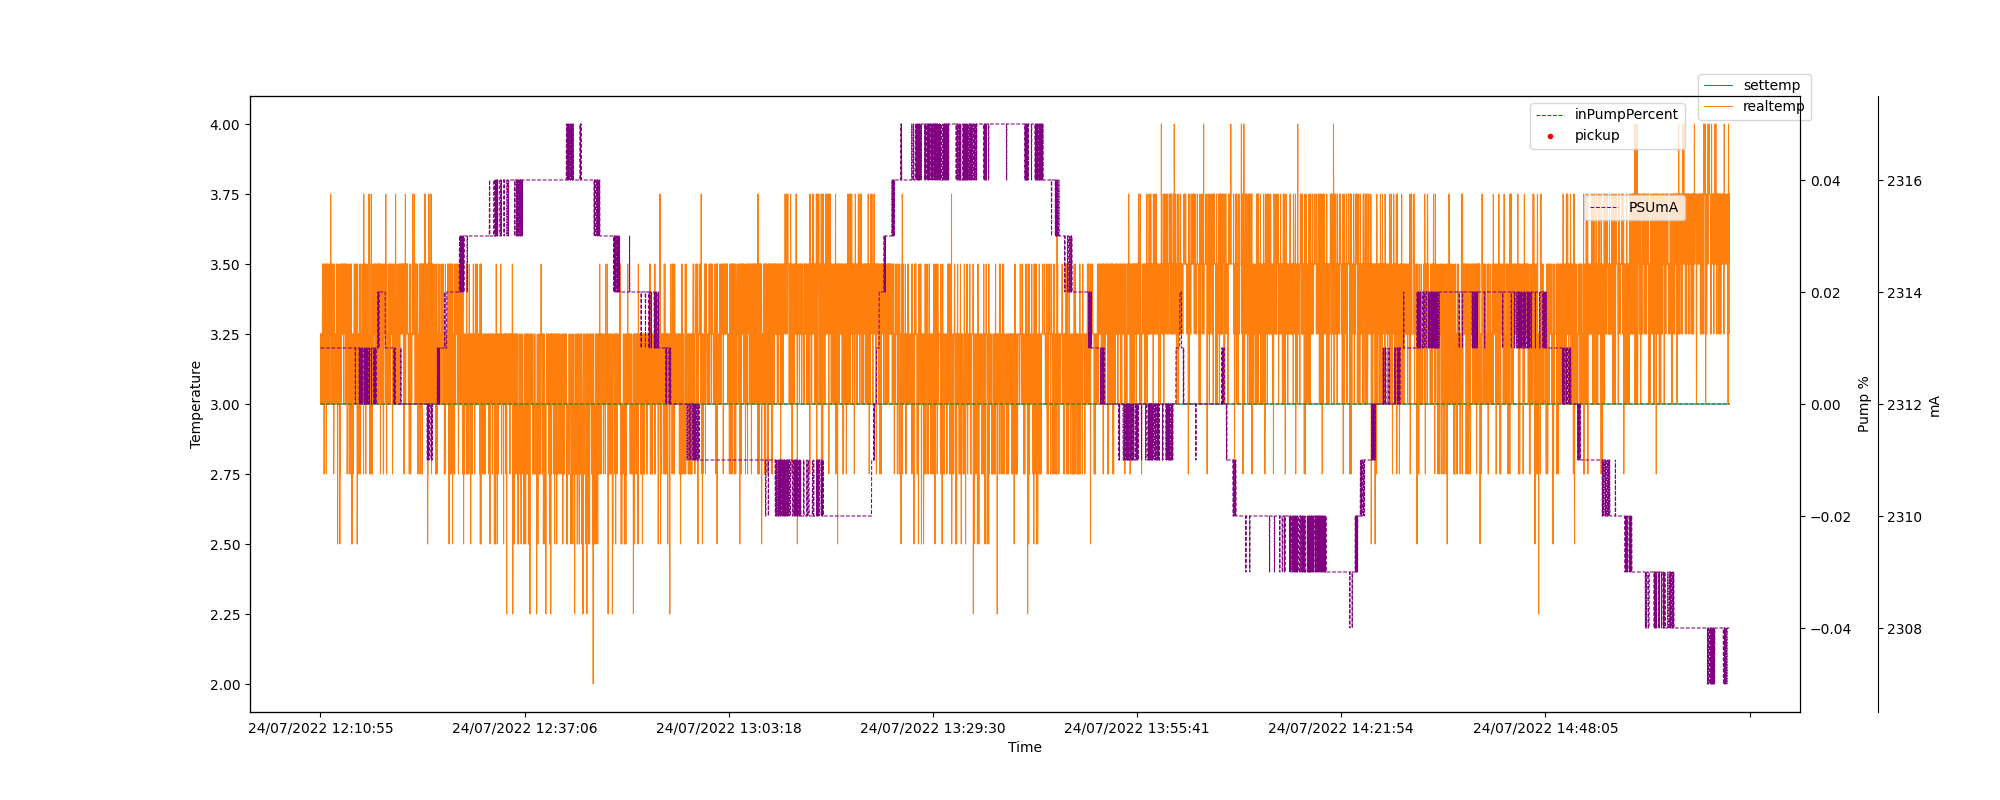 settemp
realtemp
inPumpPercent
pickup
PSUmA
4.00
3.75
3.50
3.25
3.00
2.75
2.50
2.25
2.00
Temperature
0.04
0.02
0.00
−0.02
−0.04
Pump %
2316
2314
2312
2310
2308
mA
24/07/2022 12:10:55
24/07/2022 12:37:06
24/07/2022 13:03:18
24/07/2022 13:29:30
24/07/2022 13:55:41
24/07/2022 14:21:54
24/07/2022 14:48:05
Time